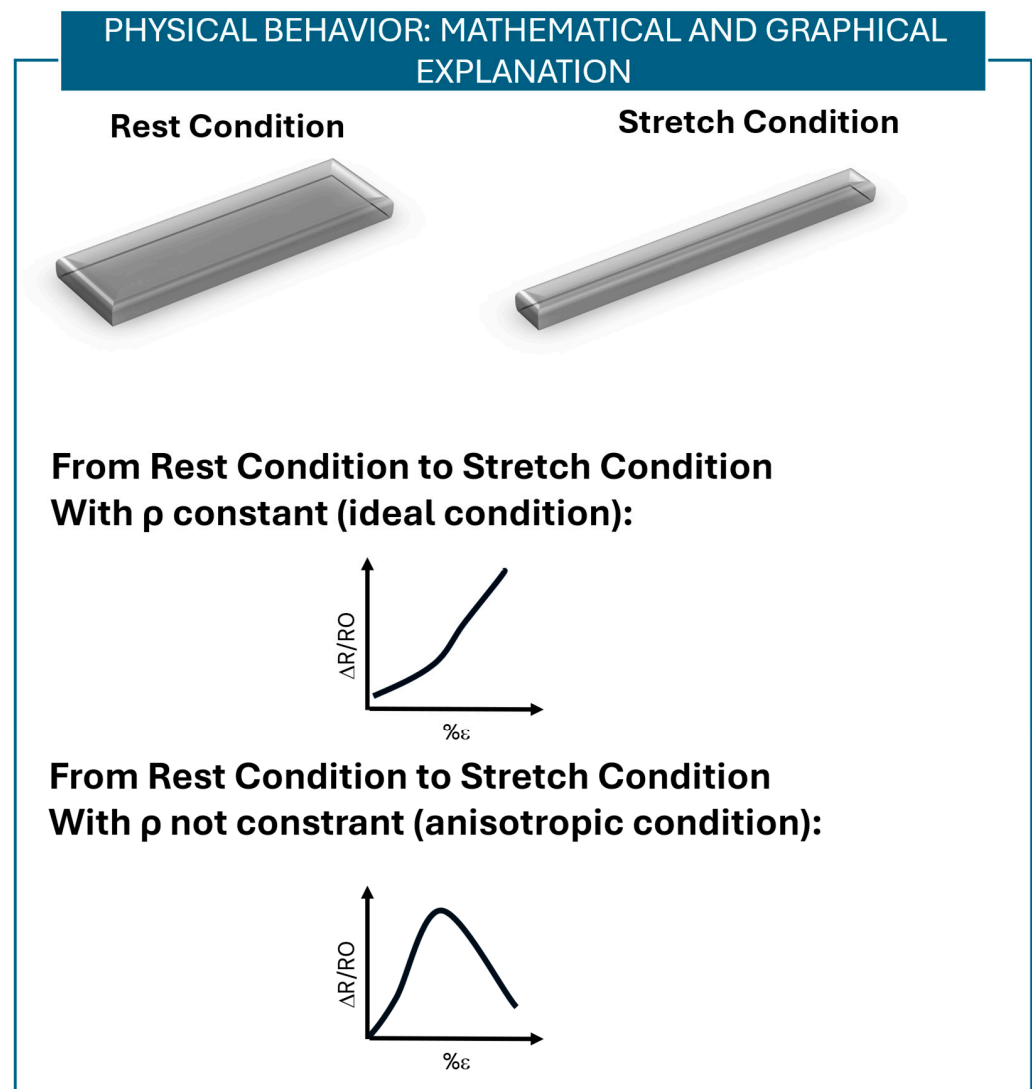 PHYSICAL BEHAVIOR: MATHEMATICAL AND GRAPHICAL
EXPLANATION
Rest Condition
Stretch Condition
From Rest Condition to Stretch Condition
With ρ constant (ideal condition):
ΔR/RO
%ε
From Rest Condition to Stretch Condition
With ρ not constrant (anisotropic condition):
ΔR/RO
%ε